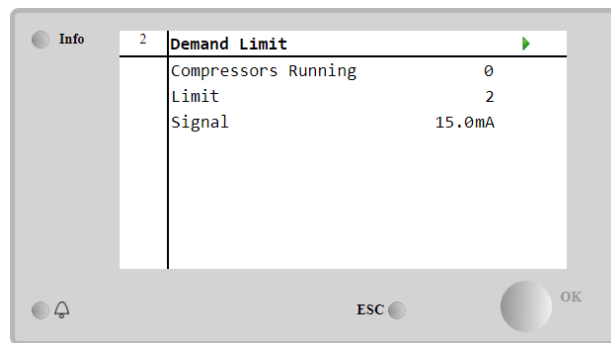 Info
2 Demand Limit
Compressors Running 0
Limit 2
Signal 15.0mA
ESC
OK